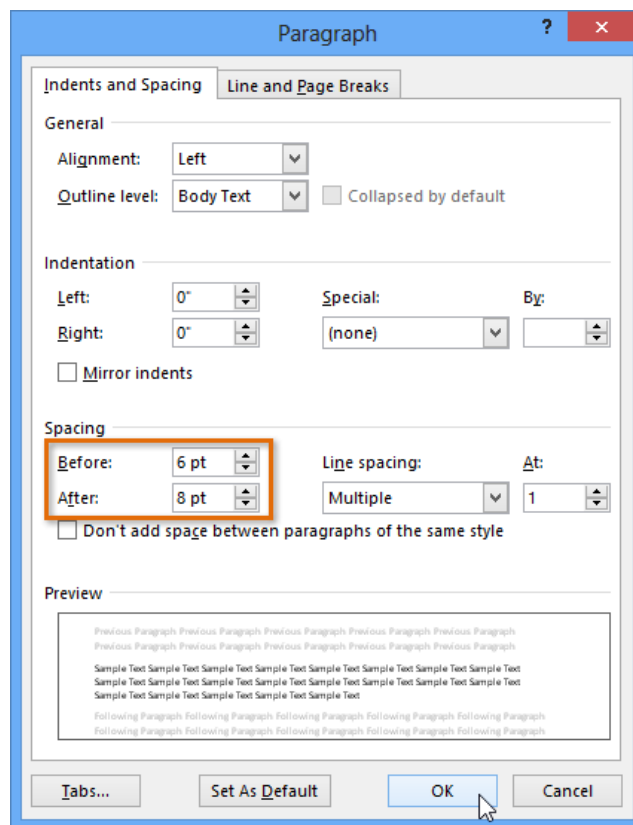 Paragraph ?
Indents and Spacing Line and Page Breaks
General
Alignment: Left
Outline level: Body Text Collapsed by default
Indentation
Left: 0" Special: By:
Right: 0" (none)
Mirror indents
Spacing
Before: 6 pt Line spacing: At:
After: 8 pt Multiple 1
Don't add space between paragraphs of the same style
Preview
Previous Paragraph Previous Paragraph Previous Paragraph Previous Paragraph Previous Paragraph
Previous Paragraph Previous Paragraph Previous Paragraph Previous Paragraph Previous Paragraph
Sample Text Sample Text Sample Text Sample Text Sample Text Sample Text Sample Text Sample Text
Sample Text Sample Text Sample Text Sample Text Sample Text Sample Text Sample Text Sample Text
Sample Text Sample Text Sample Text Sample Text Sample Text
Following Paragraph Following Paragraph Following Paragraph Following Paragraph Following Paragraph
Following Paragraph Following Paragraph Following Paragraph Following Paragraph Following Paragraph
Tabs... Set As Default OK Cancel